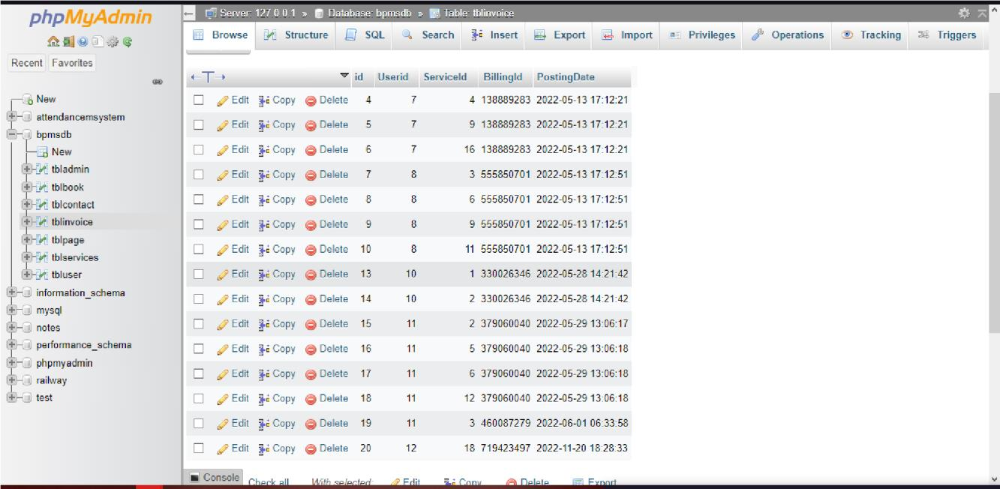 phpMyAdmin
Recent Favorites
New
attendancemsystem
bpmsdb
New
tbladmin
tblbook
tblcontact
tblinvoice
tblpage
tblservices
tbluser
information_schema
mysql
notes
performance_schema
phpmyadmin
railway
test
Server: 127.0.0.1 » Database: bpmsdb » Table: tblinvoice
Browse Structure SQL Search Insert Export Import Privileges Operations Tracking Triggers
←T→ id Userid ServiceId BillingId PostingDate
Edit Copy Delete 4 7 4 138889283 2022-05-13 17:12:21
Edit Copy Delete 5 7 9 138889283 2022-05-13 17:12:21
Edit Copy Delete 6 7 16 138889283 2022-05-13 17:12:21
Edit Copy Delete 7 8 3 555850701 2022-05-13 17:12:51
Edit Copy Delete 8 8 6 555850701 2022-05-13 17:12:51
Edit Copy Delete 9 8 9 555850701 2022-05-13 17:12:51
Edit Copy Delete 10 8 11 555850701 2022-05-13 17:12:51
Edit Copy Delete 13 10 1 330026346 2022-05-28 14:21:42
Edit Copy Delete 14 10 2 330026346 2022-05-28 14:21:42
Edit Copy Delete 15 11 2 379060040 2022-05-29 13:06:17
Edit Copy Delete 16 11 5 379060040 2022-05-29 13:06:18
Edit Copy Delete 17 11 6 379060040 2022-05-29 13:06:18
Edit Copy Delete 18 11 12 379060040 2022-05-29 13:06:18
Edit Copy Delete 19 11 3 460087279 2022-06-01 06:33:58
Edit Copy Delete 20 12 18 719423497 2022-11-20 18:28:33
Console Check all With selected: Edit Copy Delete Export